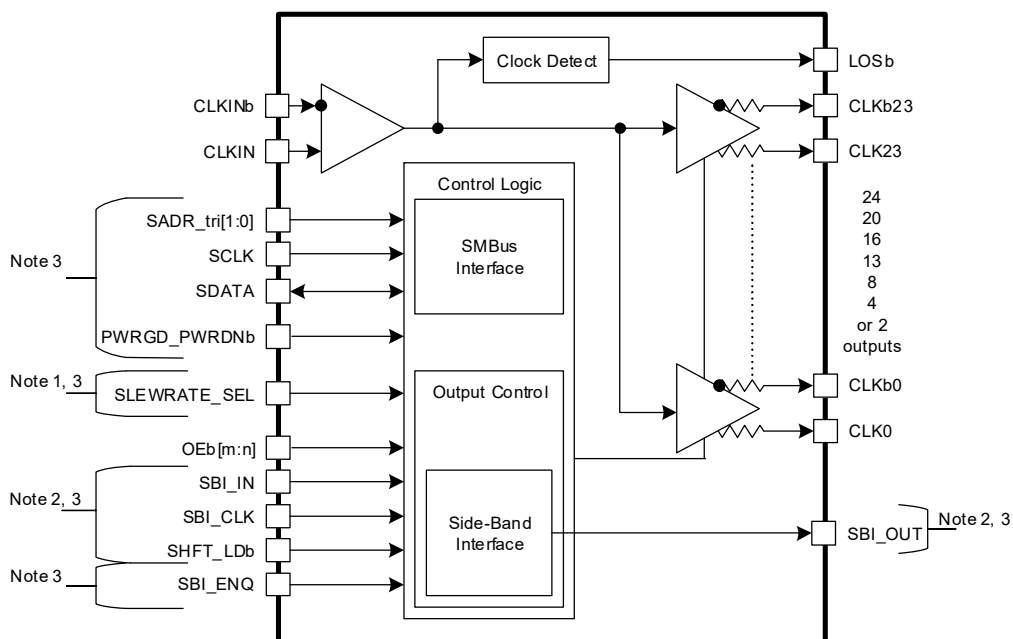 Clock Detect
LOSb
CLKINb
CLKb23
CLKIN
CLK23
Control Logic
SADR_tri[1:0]
SMBus
Interface
SCLK
Note 3
SDATA
PWRGD_PWRDNb
24
20
16
13
8
4
or 2
outputs
Note 1, 3
SLEWRATE_SEL
Output Control
CLKb0
CLK0
OEb[m:n]
SBI_IN
Note 2, 3
SBI_CLK
Side-Band
Interface
SHFT_LDb
SBI_OUT
Note 2, 3
Note 3
SBI_ENQ